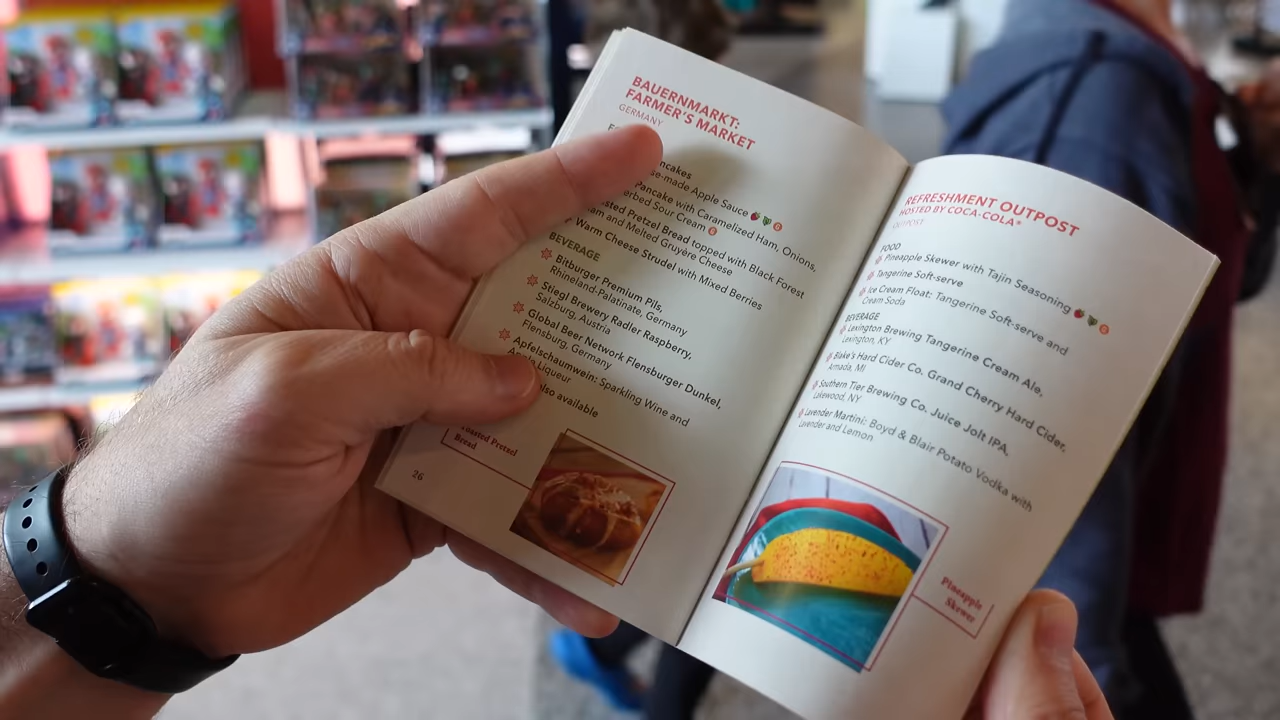 BAUERNMARKT:
FARMER'S MARKET
GERMANY
ncakes
se-made Apple Sauce
Pancake with Caramelized Ham, Onions,
erbed Sour Cream
sted Pretzel Bread topped with Black Forest
am and Melted Gruyère Cheese
Warm Cheese Strudel with Mixed Berries
BEVERAGE
Bitburger Premium Pils,
Rhineland-Palatinate, Germany
Stiegl Brewery Radler Raspberry,
Salzburg, Austria
Global Beer Network Flensburger Dunkel,
Flensburg, Germany
Apfelschaumwein: Sparkling Wine and
Apple Liqueur
also available
Toasted Pretzel
Bread
26
REFRESHMENT OUTPOST
HOSTED BY COCA-COLA®
OUTPOST
FOOD
Pineapple Skewer with Tajin Seasoning
Tangerine Soft-serve
Ice Cream Float: Tangerine Soft-serve and
Cream Soda
BEVERAGE
Lexington Brewing Tangerine Cream Ale,
Lexington, KY
Blake's Hard Cider Co. Grand Cherry Hard Cider,
Armada, MI
Southern Tier Brewing Co. Juice Jolt IPA,
Lakewood, NY
Lavender Martini: Boyd & Blair Potato Vodka with
Lavender and Lemon
Pineapple
Skewer